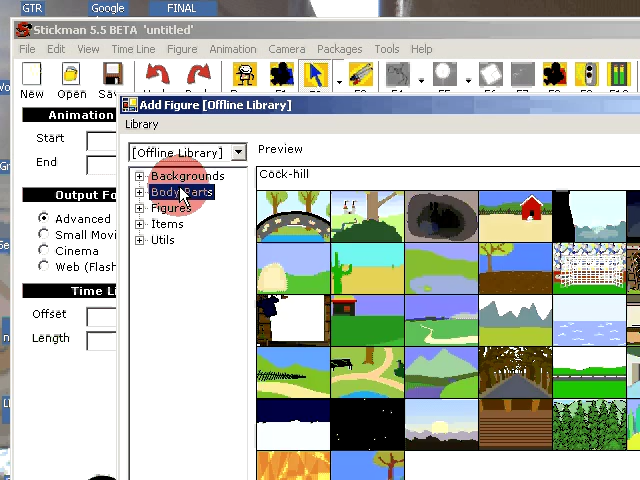 GTR
Google
FINAL
Stickman 5.5 BETA 'untitled'
File Edit View Time Line Figure Animation Camera Packages Tools Help
New Open
Add Figure [Offline Library]
Library
Animation
Start
End
Output Fo
Advanced
Small Movi
Cinema
Web (Flash
Time Li
Offset
Length
[Offline Library]
Backgrounds
Body Parts
Figures
Items
Utils
Preview
Cock-hill